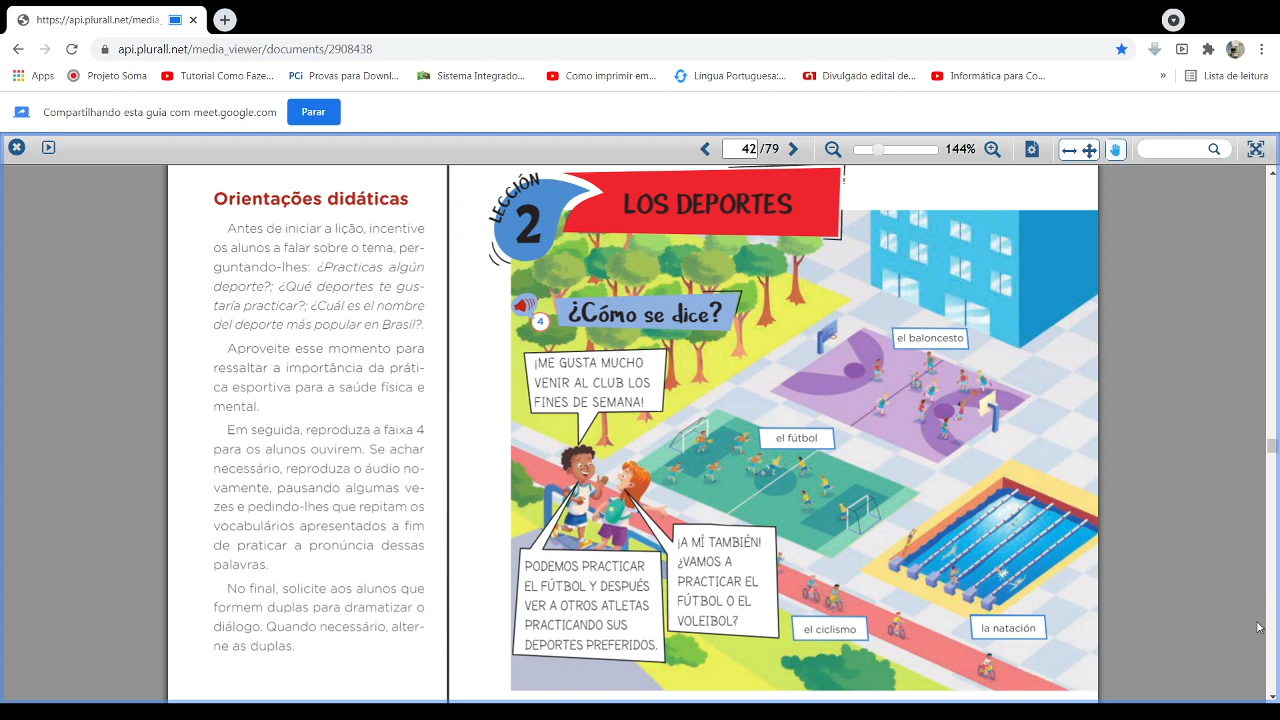 https://api.plurall.net/media_
api.plurall.net/media_viewer/documents/2908438
Apps
Projeto Soma
Tutorial Como Faze...
PCi Provas para Downl...
Sistema Integrado...
Como imprimir em...
Língua Portuguesa:...
G1 Divulgado edital de...
Informática para Co...
»
Lista de leitura
Compartilhando esta guia com meet.google.com
Parar
42 /79
144%
Orientações didáticas
Antes de iniciar a lição, incentive
os alunos a falar sobre o tema, per-
guntando-lhes: ¿Practicas algún
deporte?; ¿Qué deportes te gus-
taría practicar?; ¿Cuál es el nombre
del deporte más popular en Brasil?.
Aproveite esse momento para
ressaltar a importância da práti-
ca esportiva para a saúde física e
mental.
Em seguida, reproduza a faixa 4
para os alunos ouvirem. Se achar
necessário, reproduza o áudio no-
vamente, pausando algumas ve-
zes e pedindo-lhes que repitam os
vocabulários apresentados a fim
de praticar a pronúncia dessas
palavras.
No final, solicite aos alunos que
formem duplas para dramatizar o
diálogo. Quando necessário, alter-
ne as duplas.
LECCIÓN
2
LOS DEPORTES
4
¿Cómo se dice?
¡ME GUSTA MUCHO
VENIR AL CLUB LOS
FINES DE SEMANA!
el baloncesto
el fútbol
¡A MÍ TAMBIÉN!
¿VAMOS A
PRACTICAR EL
FÚTBOL O EL
VOLEIBOL?
PODEMOS PRACTICAR
EL FÚTBOL Y DESPUÉS
VER A OTROS ATLETAS
PRACTICANDO SUS
DEPORTES PREFERIDOS.
el ciclismo
la natación